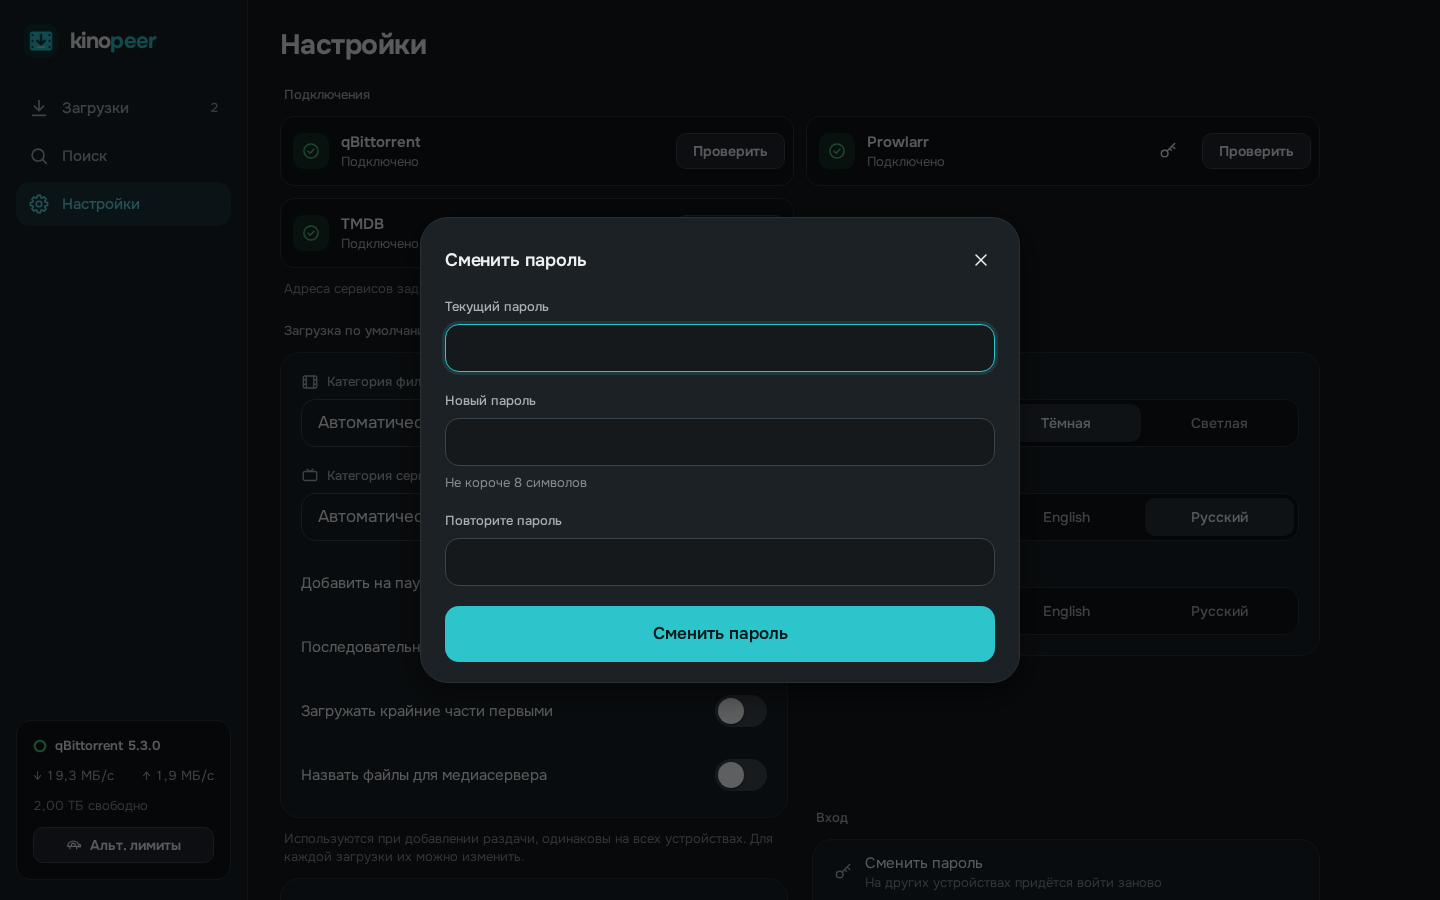 kinopeer
Загрузки 2
Поиск
Настройки
qBittorrent 5.3.0
↓ 19,3 МБ/с ↑ 1,9 МБ/с
2,00 ТБ свободно
Альт. лимиты
Настройки
Подключения
qBittorrent
Подключено
Проверить
Prowlarr
Подключено
Проверить
TMDB
Подключено
Адреса сервисов зад
Загрузка по умолчан
Категория фил
Автоматичес
Категория сер
Автоматичес
Добавить на пау
Последовательн
Загружать крайние части первыми
Назвать файлы для медиасервера
Используются при добавлении раздачи, одинаковы на всех устройствах. Для
каждой загрузки их можно изменить.
Тёмная Светлая
English Русский
English Русский
Вход
Сменить пароль
На других устройствах придётся войти заново
Сменить пароль
Текущий пароль
Новый пароль
Не короче 8 символов
Повторите пароль
Сменить пароль